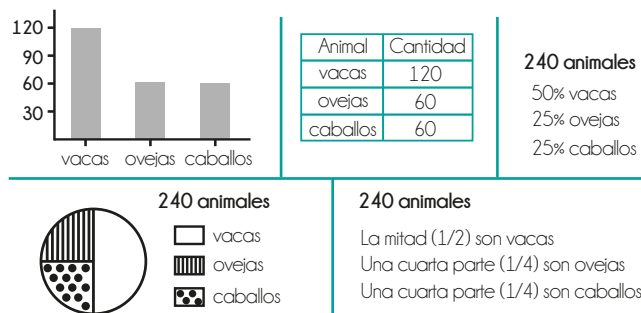 120
90
60
30
vacas ovejas caballos
Animal Cantidad
vacas 120
ovejas 60
caballos 60
240 animales
50% vacas
25% ovejas
25% caballos
240 animales
vacas
ovejas
caballos
240 animales
La mitad (1/2) son vacas
Una cuarta parte (1/4) son ovejas
Una cuarta parte (1/4) son caballos